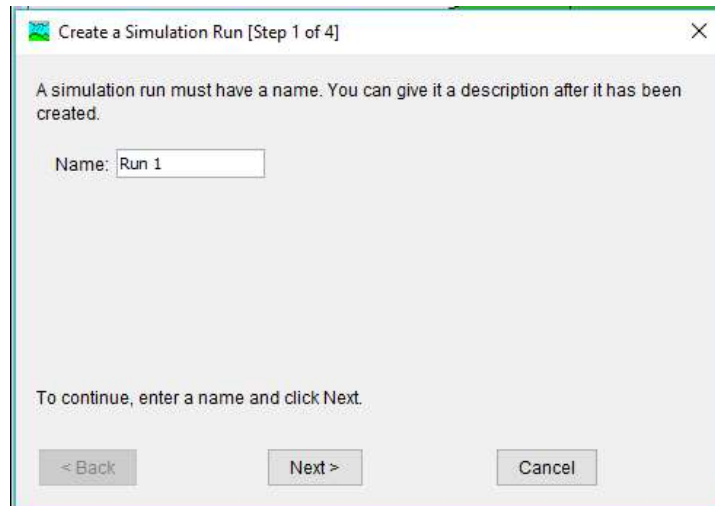 Create a Simulation Run [Step 1 of 4]
A simulation run must have a name. You can give it a description after it has been
created.
Name: Run 1
To continue, enter a name and click Next.
< Back Next > Cancel